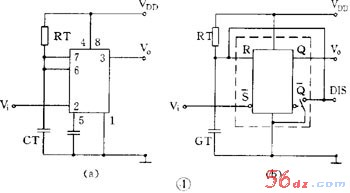 VDD
RT
4 8
7
3
Vo
6
Vi
2
5
1
CT
(a)
VDD
RT
R
Q
Vo
S̄
Q̄
DIS
Vi
GT
①
56dz.com